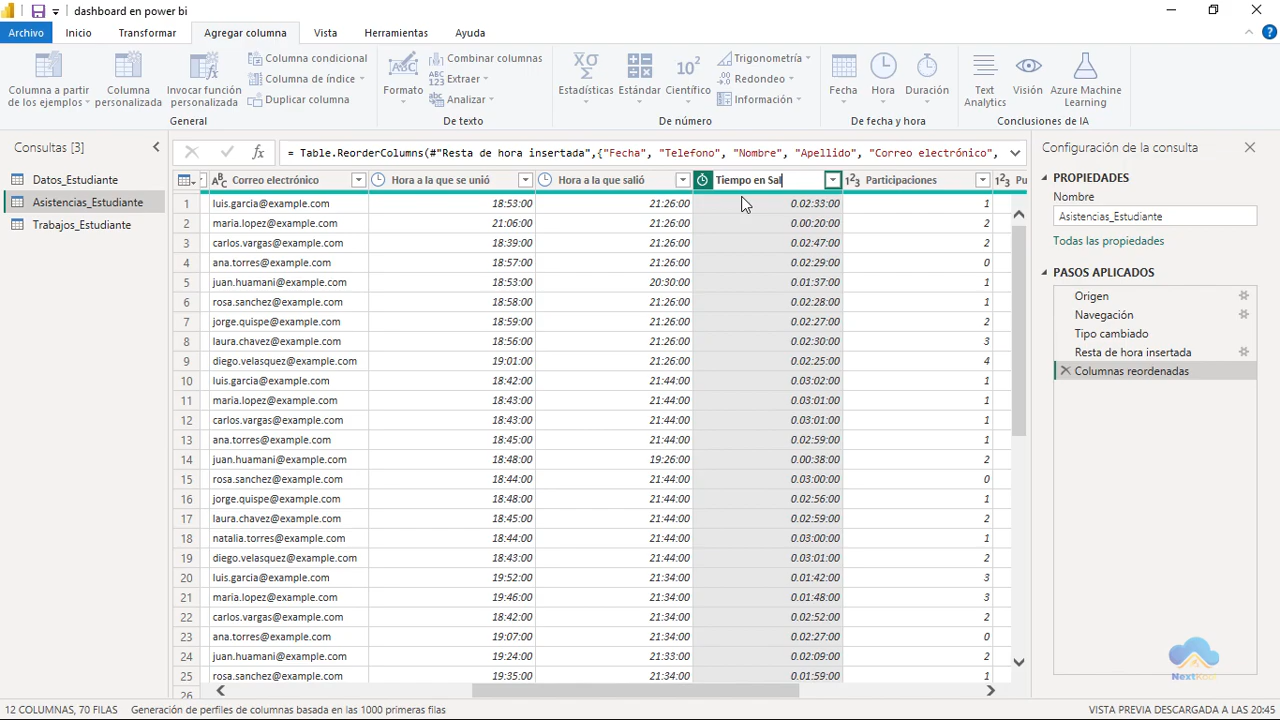 dashboard en power bi
Archivo Inicio Transformar Agregar columna Vista Herramientas Ayuda
Columna a partir de los ejemplos
Columna personalizada
Invocar función personalizada
Columna condicional
Columna de índice
Duplicar columna
General
Formato
Combinar columnas
Extraer
Analizar
De texto
Estadísticas
Estándar
Científico
Trigonometría
Redondeo
Información
De número
Fecha
Hora
Duración
De fecha y hora
Text Analytics
Visión
Azure Machine Learning
Conclusiones de IA
Consultas [3]
Datos_Estudiante
Asistencias_Estudiante
Trabajos_Estudiante
= Table.ReorderColumns(#"Resta de hora insertada",{"Fecha", "Telefono", "Nombre", "Apellido", "Correo electrónico",
Correo electrónico Hora a la que se unió Hora a la que salió Tiempo en Sal Participaciones Pu
1 luis.garcia@example.com 18:53:00 21:26:00 0.02:33:00 1
2 maria.lopez@example.com 21:06:00 21:26:00 0.00:20:00 2
3 carlos.vargas@example.com 18:39:00 21:26:00 0.02:47:00 2
4 ana.torres@example.com 18:57:00 21:26:00 0.02:29:00 0
5 juan.huamani@example.com 18:53:00 20:30:00 0.01:37:00 1
6 rosa.sanchez@example.com 18:58:00 21:26:00 0.02:28:00 1
7 jorge.quispe@example.com 18:59:00 21:26:00 0.02:27:00 2
8 laura.chavez@example.com 18:56:00 21:26:00 0.02:30:00 3
9 diego.velasquez@example.com 19:01:00 21:26:00 0.02:25:00 4
10 luis.garcia@example.com 18:42:00 21:44:00 0.03:02:00 1
11 maria.lopez@example.com 18:43:00 21:44:00 0.03:01:00 1
12 carlos.vargas@example.com 18:43:00 21:44:00 0.03:01:00 1
13 ana.torres@example.com 18:45:00 21:44:00 0.02:59:00 1
14 juan.huamani@example.com 18:48:00 19:26:00 0.00:38:00 2
15 rosa.sanchez@example.com 18:44:00 21:44:00 0.03:00:00 0
16 jorge.quispe@example.com 18:48:00 21:44:00 0.02:56:00 1
17 laura.chavez@example.com 18:45:00 21:44:00 0.02:59:00 2
18 natalia.torres@example.com 18:44:00 21:44:00 0.03:00:00 1
19 diego.velasquez@example.com 18:43:00 21:44:00 0.03:01:00 2
20 luis.garcia@example.com 19:52:00 21:34:00 0.01:42:00 3
21 maria.lopez@example.com 19:46:00 21:34:00 0.01:48:00 3
22 carlos.vargas@example.com 18:42:00 21:34:00 0.02:52:00 2
23 ana.torres@example.com 19:07:00 21:34:00 0.02:27:00 0
24 juan.huamani@example.com 19:24:00 21:33:00 0.02:09:00 2
25 rosa.sanchez@example.com 19:35:00 21:34:00 0.01:59:00 1
26
Configuración de la consulta
PROPIEDADES
Nombre
Asistencias_Estudiante
Todas las propiedades
PASOS APLICADOS
Origen
Navegación
Tipo cambiado
Resta de hora insertada
Columnas reordenadas
12 COLUMNAS, 70 FILAS Generación de perfiles de columnas basada en las 1000 primeras filas VISTA PREVIA DESCARGADA A LAS 20:45